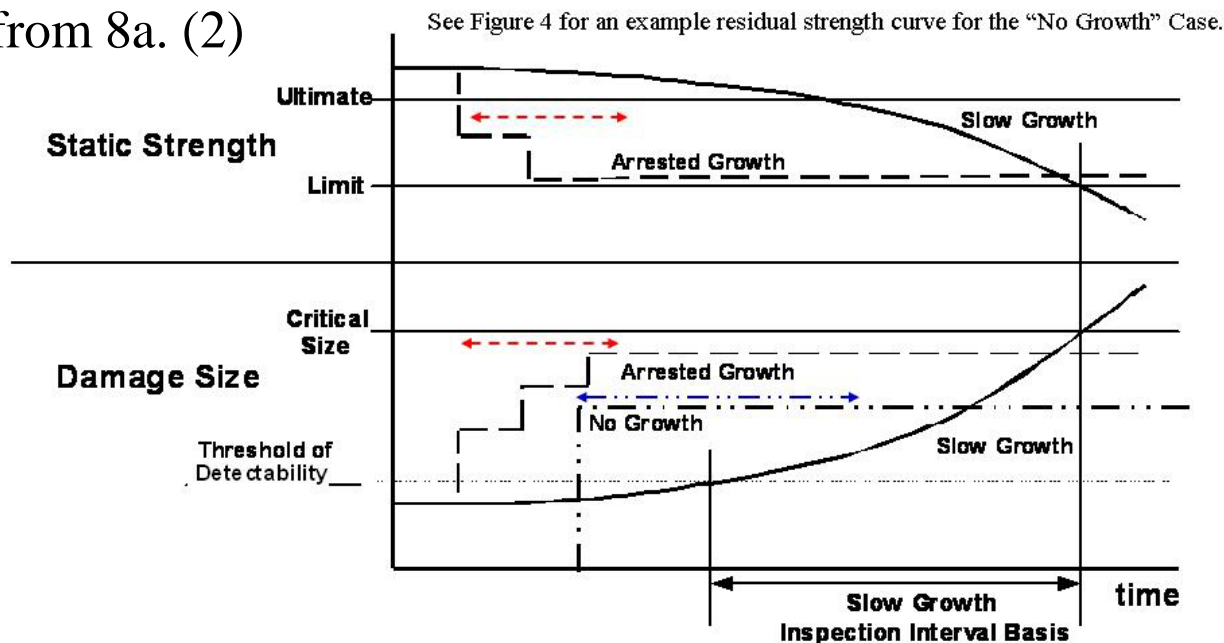 from 8a. (2)
See Figure 4 for an example residual strength curve for the “No Growth” Case.
Ultimate
Slow Growth
Static Strength
Arrested Growth
Limit
Critical
Size
Damage Size
Arrested Growth
No Growth
Slow Growth
Threshold of
Detectability
time
Slow Growth
Inspection Interval Basis